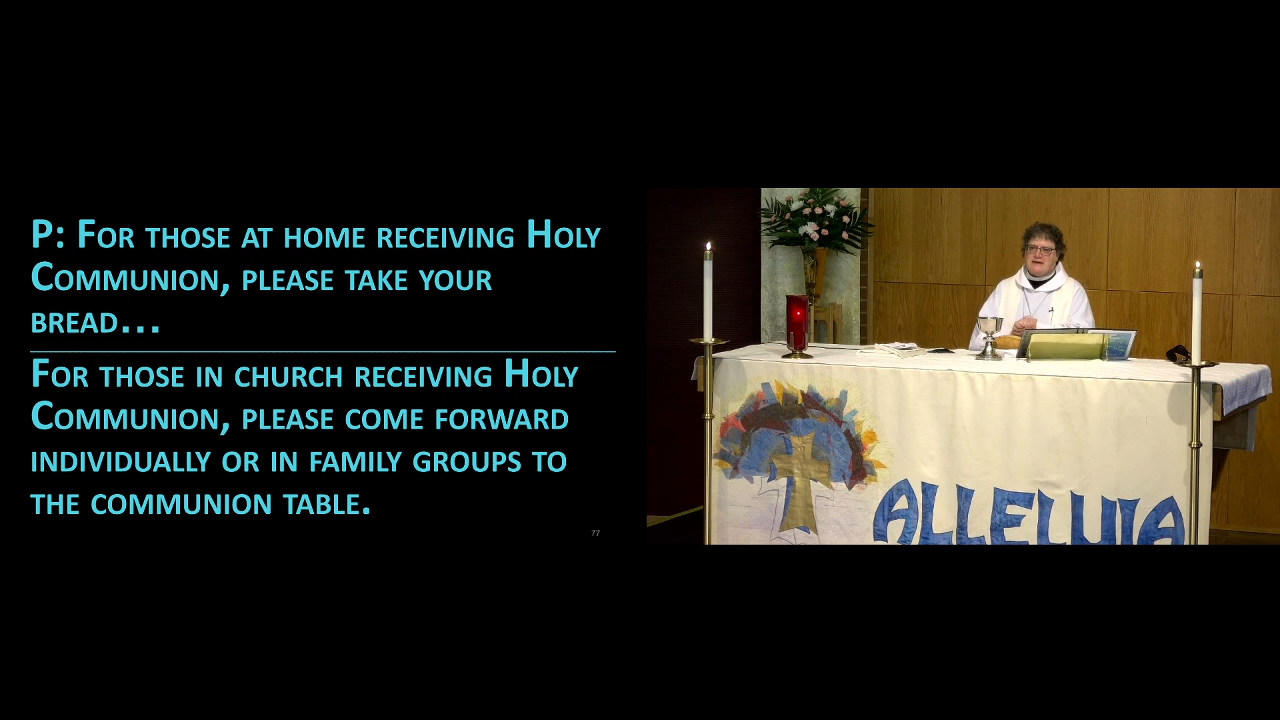 P: For those at home receiving Holy
Communion, please take your
bread...
For those in church receiving Holy
Communion, please come forward
individually or in family groups to
the communion table.
77
ALLELUIA